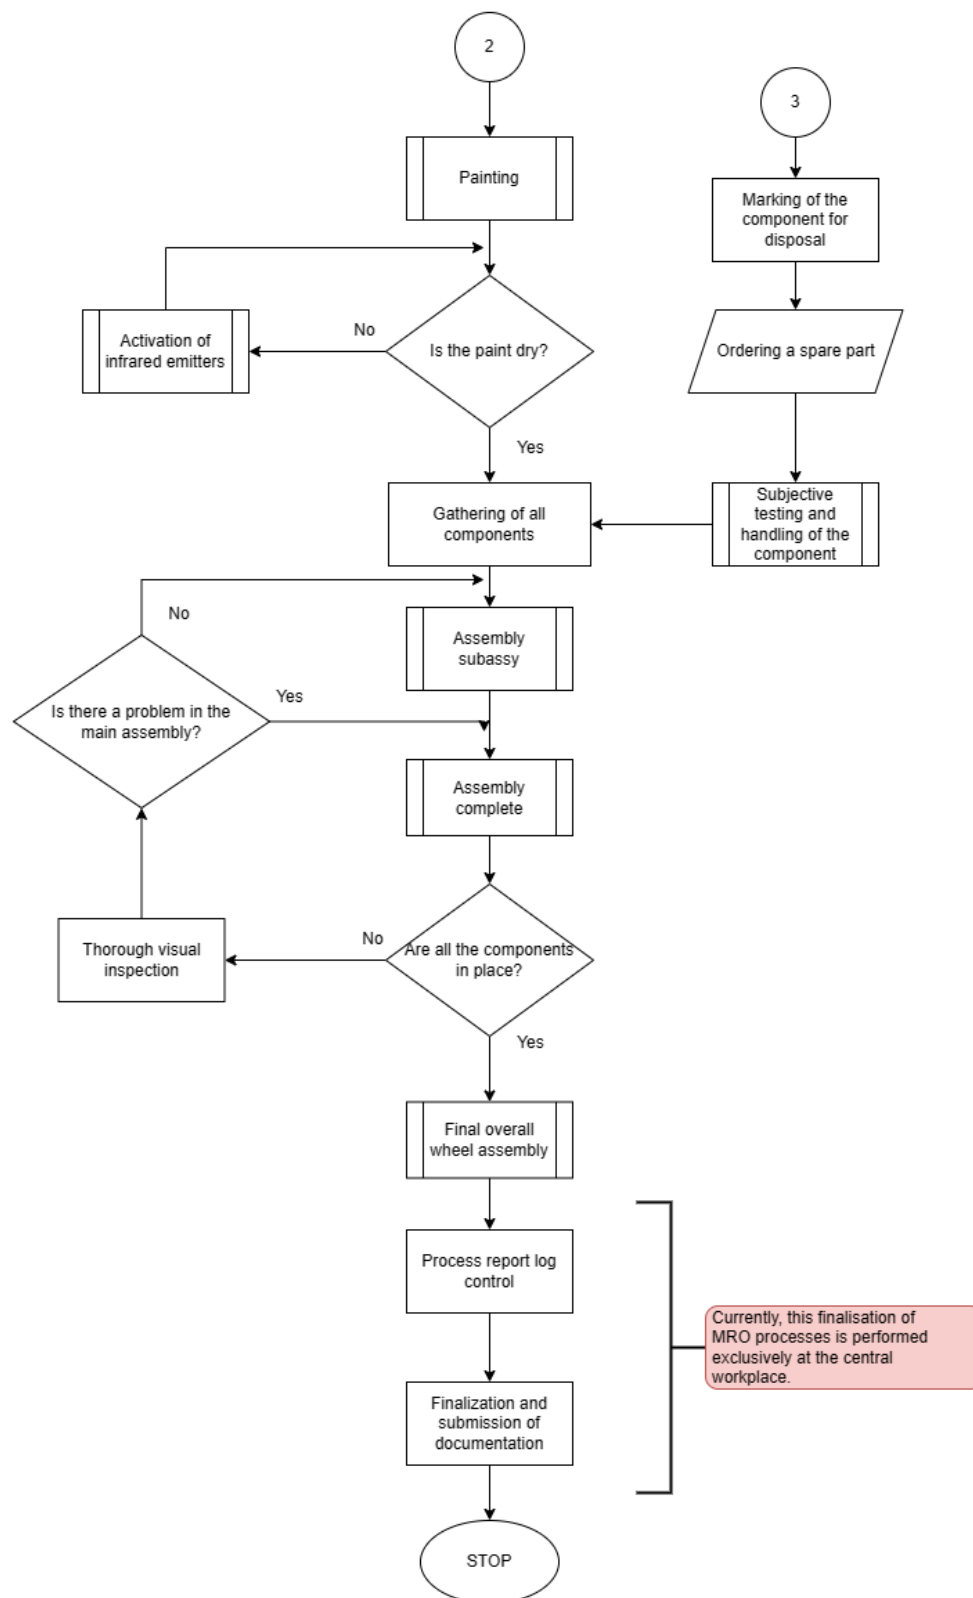 2
3
Painting
Marking of the
component for
disposal
No
Activation of
infrared emitters
Is the paint dry?
Ordering a spare part
Yes
Gathering of all
components
Subjective
testing and
handling of the
component
No
Assembly
subassy
Is there a problem in the
main assembly?
Yes
Assembly
complete
No
Thorough visual
inspection
Are all the components
in place?
Yes
Final overall
wheel assembly
Process report log
control
Currently, this finalisation of
MRO processes is performed
exclusively at the central
workplace.
Finalization and
submission of
documentation
STOP